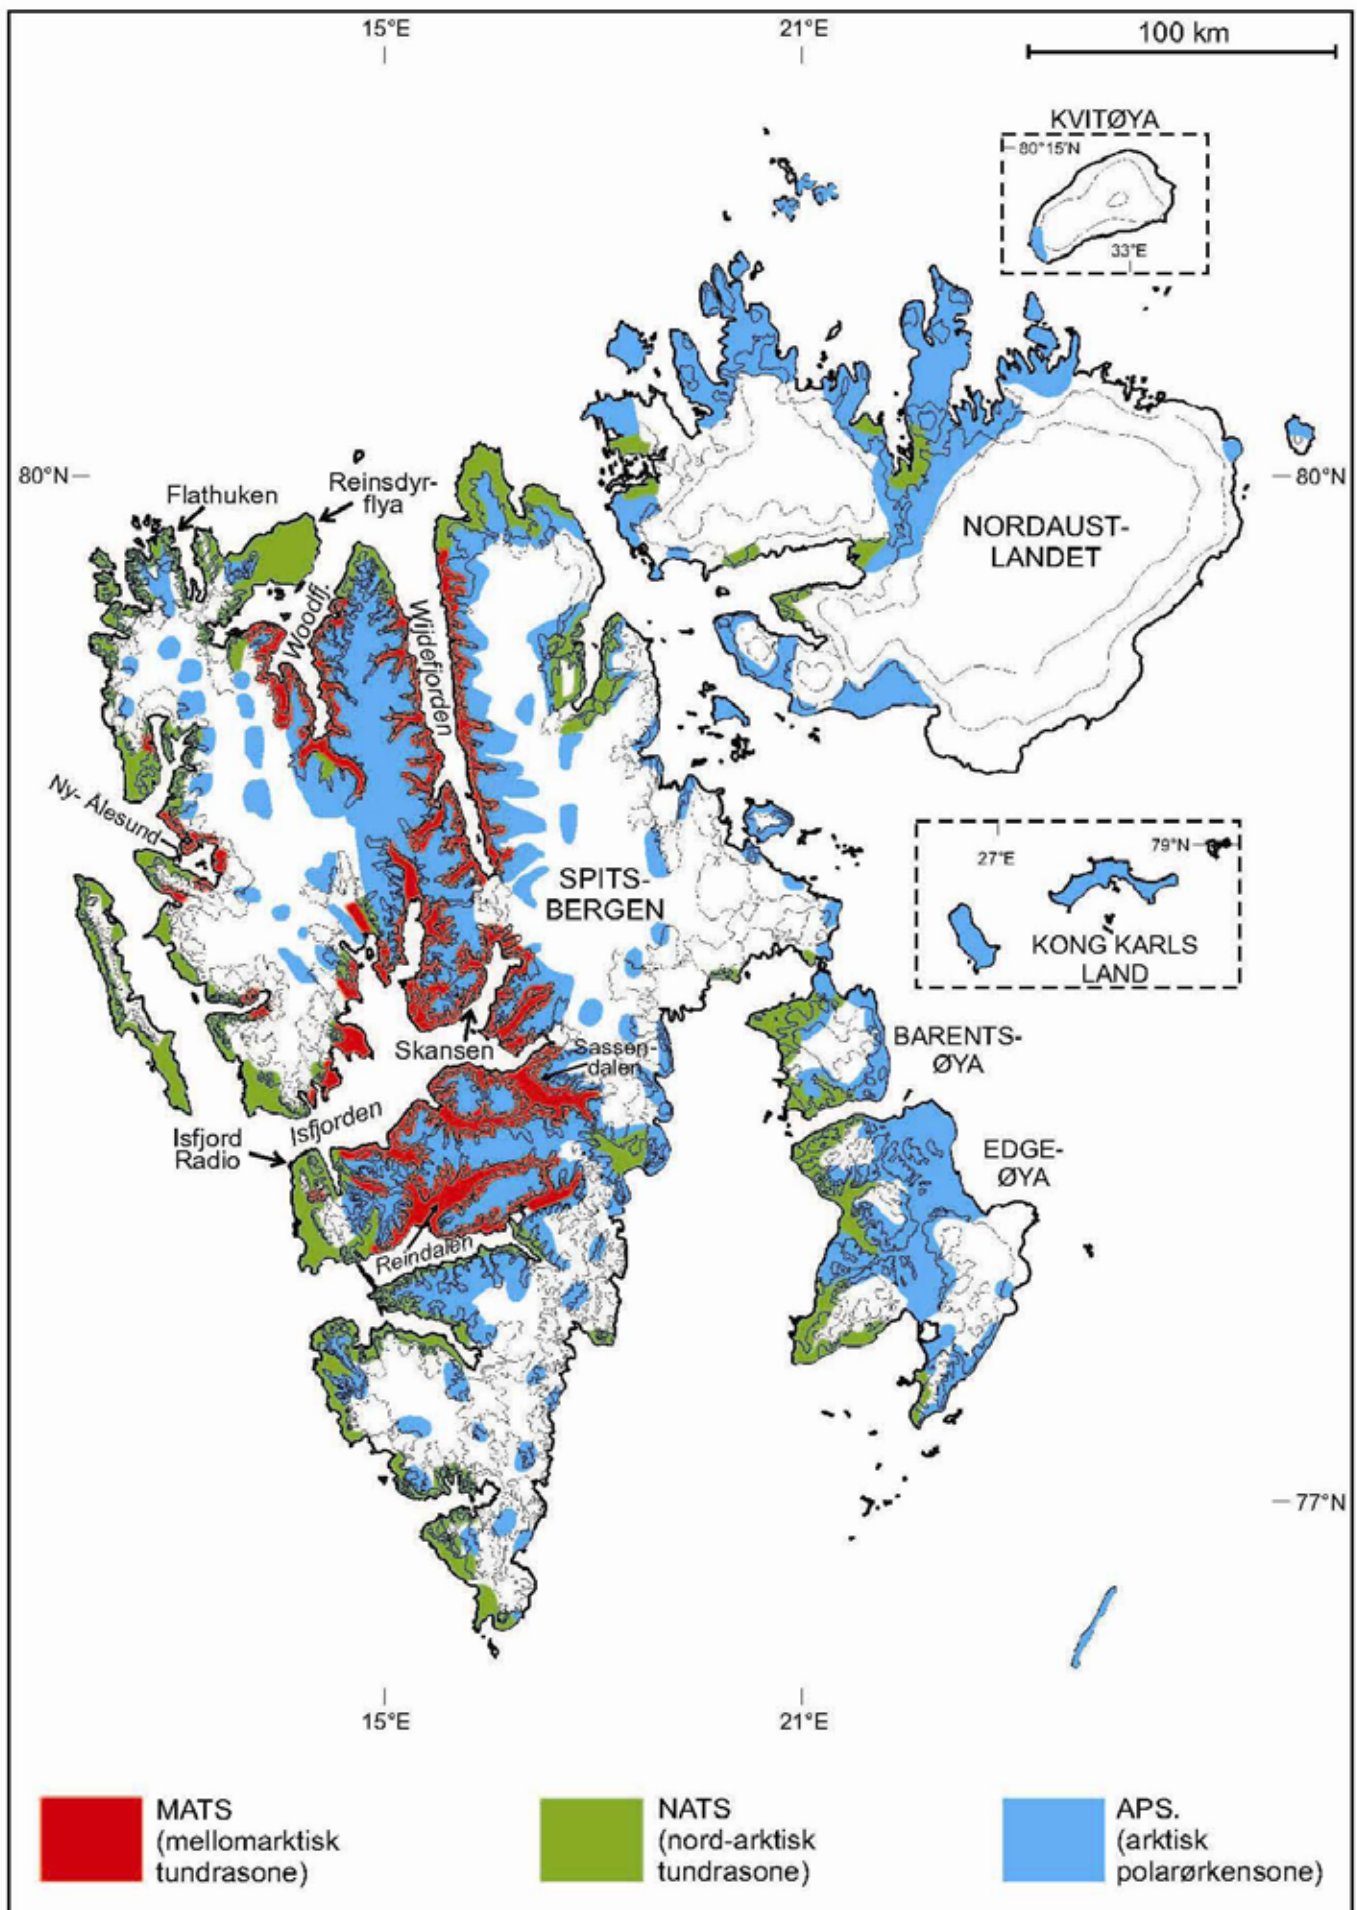 15°E
21°E
100 km
KVITØYA
80°15'N
33°E
80°N
Flathuken
Reinsdyr-
flya
80°N
NORDAUST-
LANDET
Woodfj.
Wijdefjorden
Ny- Ålesund
SPITS-
BERGEN
27°E
79°N
KONG KARLS
LAND
Skansen
Sassen-
dalen
BARENTS-
ØYA
Isfjorden
Isfjord
Radio
EDGE-
ØYA
Reindalen
77°N
15°E
21°E
MATS
(mellomarktisk
tundrasone)
NATS
(nord-arktisk
tundrasone)
APS.
(arktisk
polarørkensone)